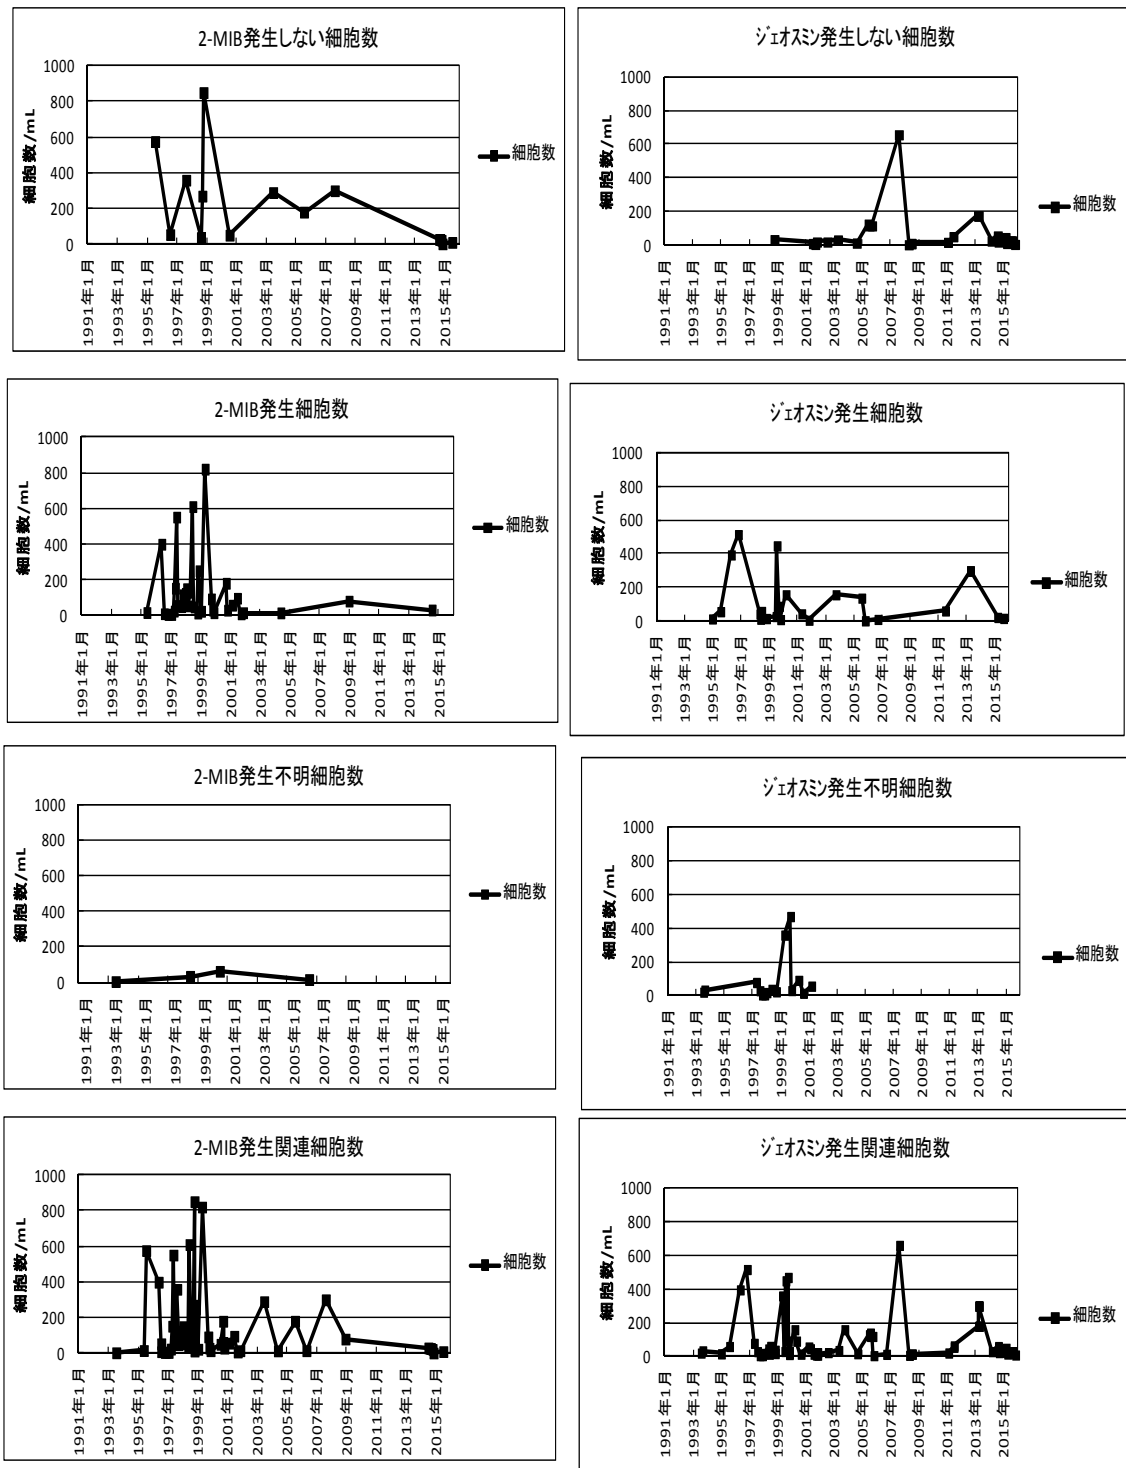 2-MIB発生しない細胞数
細胞数/mL
1000
800
600
400
200
0
1991年1月
1993年1月
1995年1月
1997年1月
1999年1月
2001年1月
2003年1月
2005年1月
2007年1月
2009年1月
2011年1月
2013年1月
2015年1月
細胞数
ジェオスミン発生しない細胞数
細胞数/mL
1000
800
600
400
200
0
1991年1月
1993年1月
1995年1月
1997年1月
1999年1月
2001年1月
2003年1月
2005年1月
2007年1月
2009年1月
2011年1月
2013年1月
2015年1月
細胞数
2-MIB発生細胞数
細胞数/mL
1000
800
600
400
200
0
1991年1月
1993年1月
1995年1月
1997年1月
1999年1月
2001年1月
2003年1月
2005年1月
2007年1月
2009年1月
2011年1月
2013年1月
2015年1月
細胞数
ジェオスミン発生細胞数
細胞数/mL
1000
800
600
400
200
0
1991年1月
1993年1月
1995年1月
1997年1月
1999年1月
2001年1月
2003年1月
2005年1月
2007年1月
2009年1月
2011年1月
2013年1月
2015年1月
細胞数
2-MIB発生不明細胞数
細胞数/mL
1000
800
600
400
200
0
1991年1月
1993年1月
1995年1月
1997年1月
1999年1月
2001年1月
2003年1月
2005年1月
2007年1月
2009年1月
2011年1月
2013年1月
2015年1月
細胞数
ジェオスミン発生不明細胞数
細胞数/mL
1000
800
600
400
200
0
1991年1月
1993年1月
1995年1月
1997年1月
1999年1月
2001年1月
2003年1月
2005年1月
2007年1月
2009年1月
2011年1月
2013年1月
2015年1月
細胞数
2-MIB発生関連細胞数
細胞数/mL
1000
800
600
400
200
0
1991年1月
1993年1月
1995年1月
1997年1月
1999年1月
2001年1月
2003年1月
2005年1月
2007年1月
2009年1月
2011年1月
2013年1月
2015年1月
細胞数
ジェオスミン発生関連細胞数
細胞数/mL
1000
800
600
400
200
0
1991年1月
1993年1月
1995年1月
1997年1月
1999年1月
2001年1月
2003年1月
2005年1月
2007年1月
2009年1月
2011年1月
2013年1月
2015年1月
細胞数